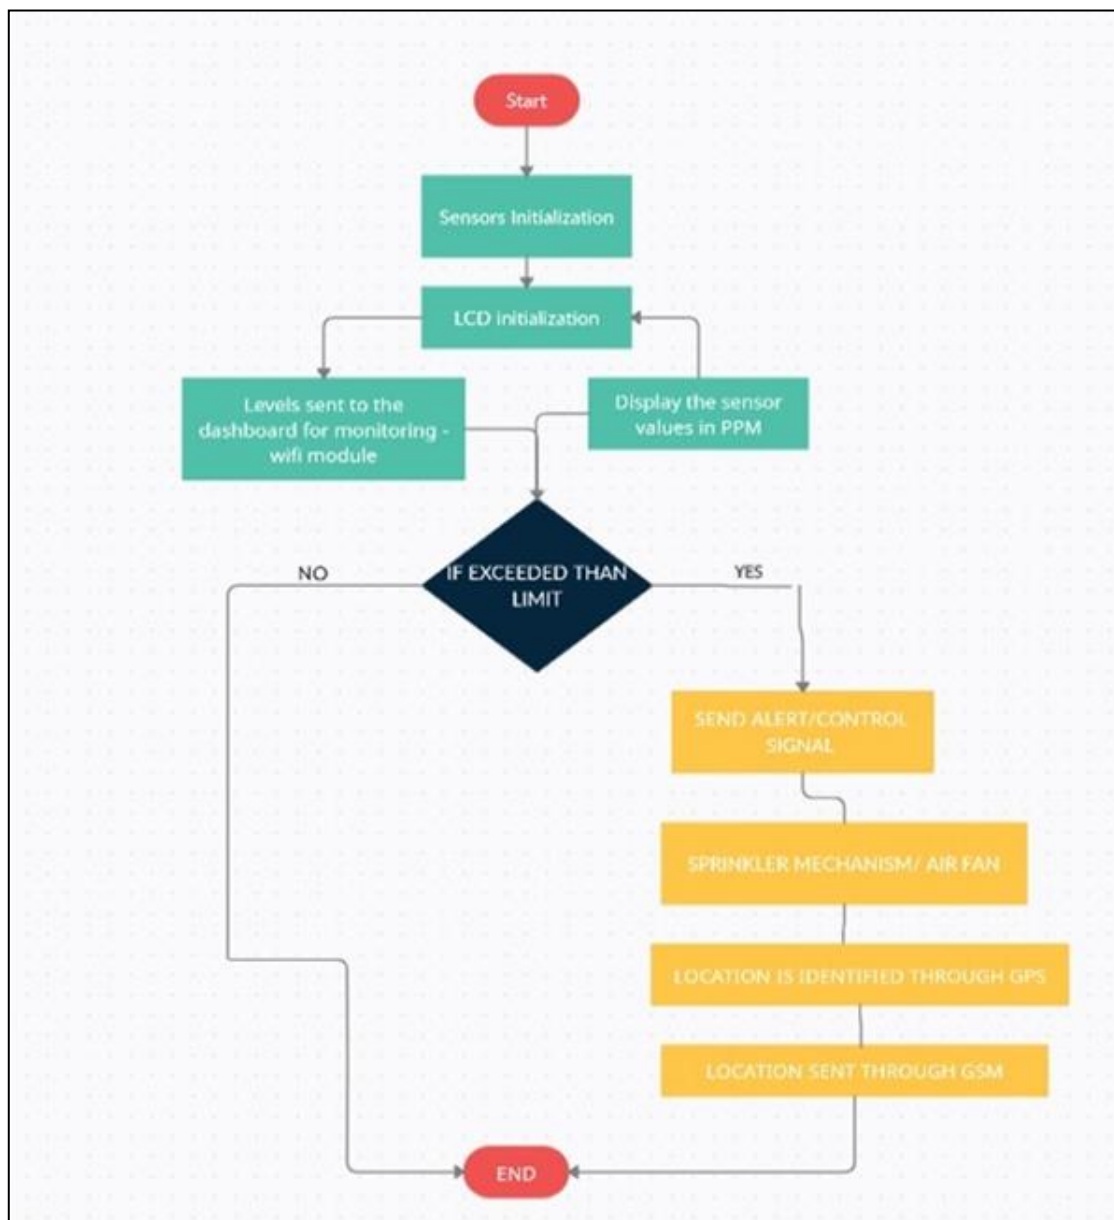 Start
Sensors Initialization
LCD initialization
Levels sent to the
dashboard for monitoring -
wifi module
Display the sensor
values in PPM
IF EXCEEDED THAN
LIMIT
NO
YES
SEND ALERT/CONTROL
SIGNAL
SPRINKLER MECHANISM/ AIR FAN
LOCATION IS IDENTIFIED THROUGH GPS
LOCATION SENT THROUGH GSM
END